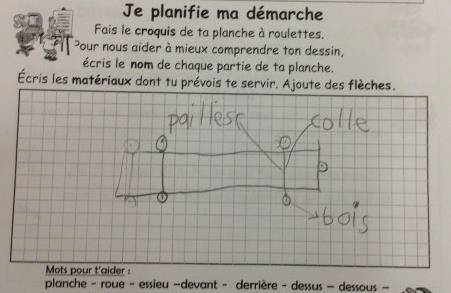 Je planifie ma démarche
Fais le croquis de ta planche à roulettes.
Pour nous aider à mieux comprendre ton dessin,
écris le nom de chaque partie de ta planche.
Écris les matériaux dont tu prévois te servir. Ajoute des flèches.
pailles colle
bois
Mots pour t'aider :
planche - roue - essieu -devant - derrière - dessus - dessous -